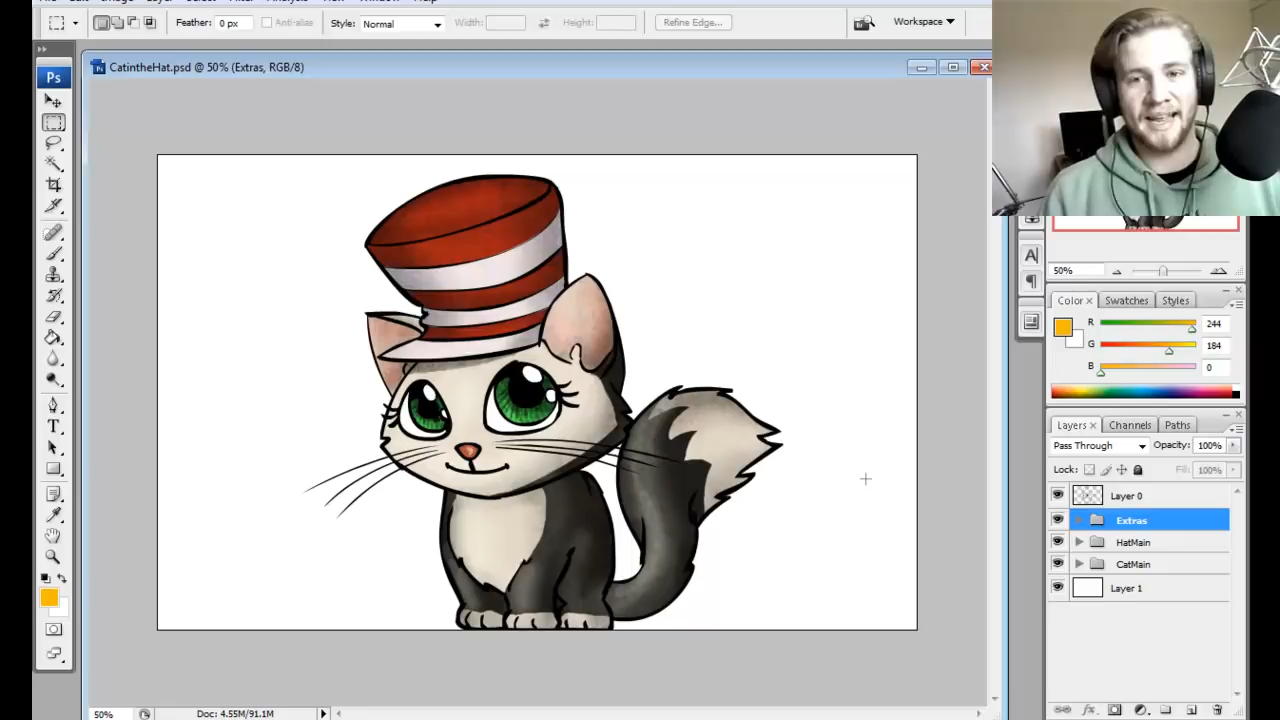 Feather: 0 px Anti-alias Style: Normal Width: Height: Refine Edge... Workspace
CatintheHat.psd @ 50% (Extras, RGB/8)
Ps
50%
Color Swatches Styles
R 244
G 184
B 0
Layers Channels Paths
Pass Through Opacity: 100%
Lock: Fill: 100%
Layer 0
Extras
HatMain
CatMain
Layer 1
50% Doc: 4.55M/91.1M